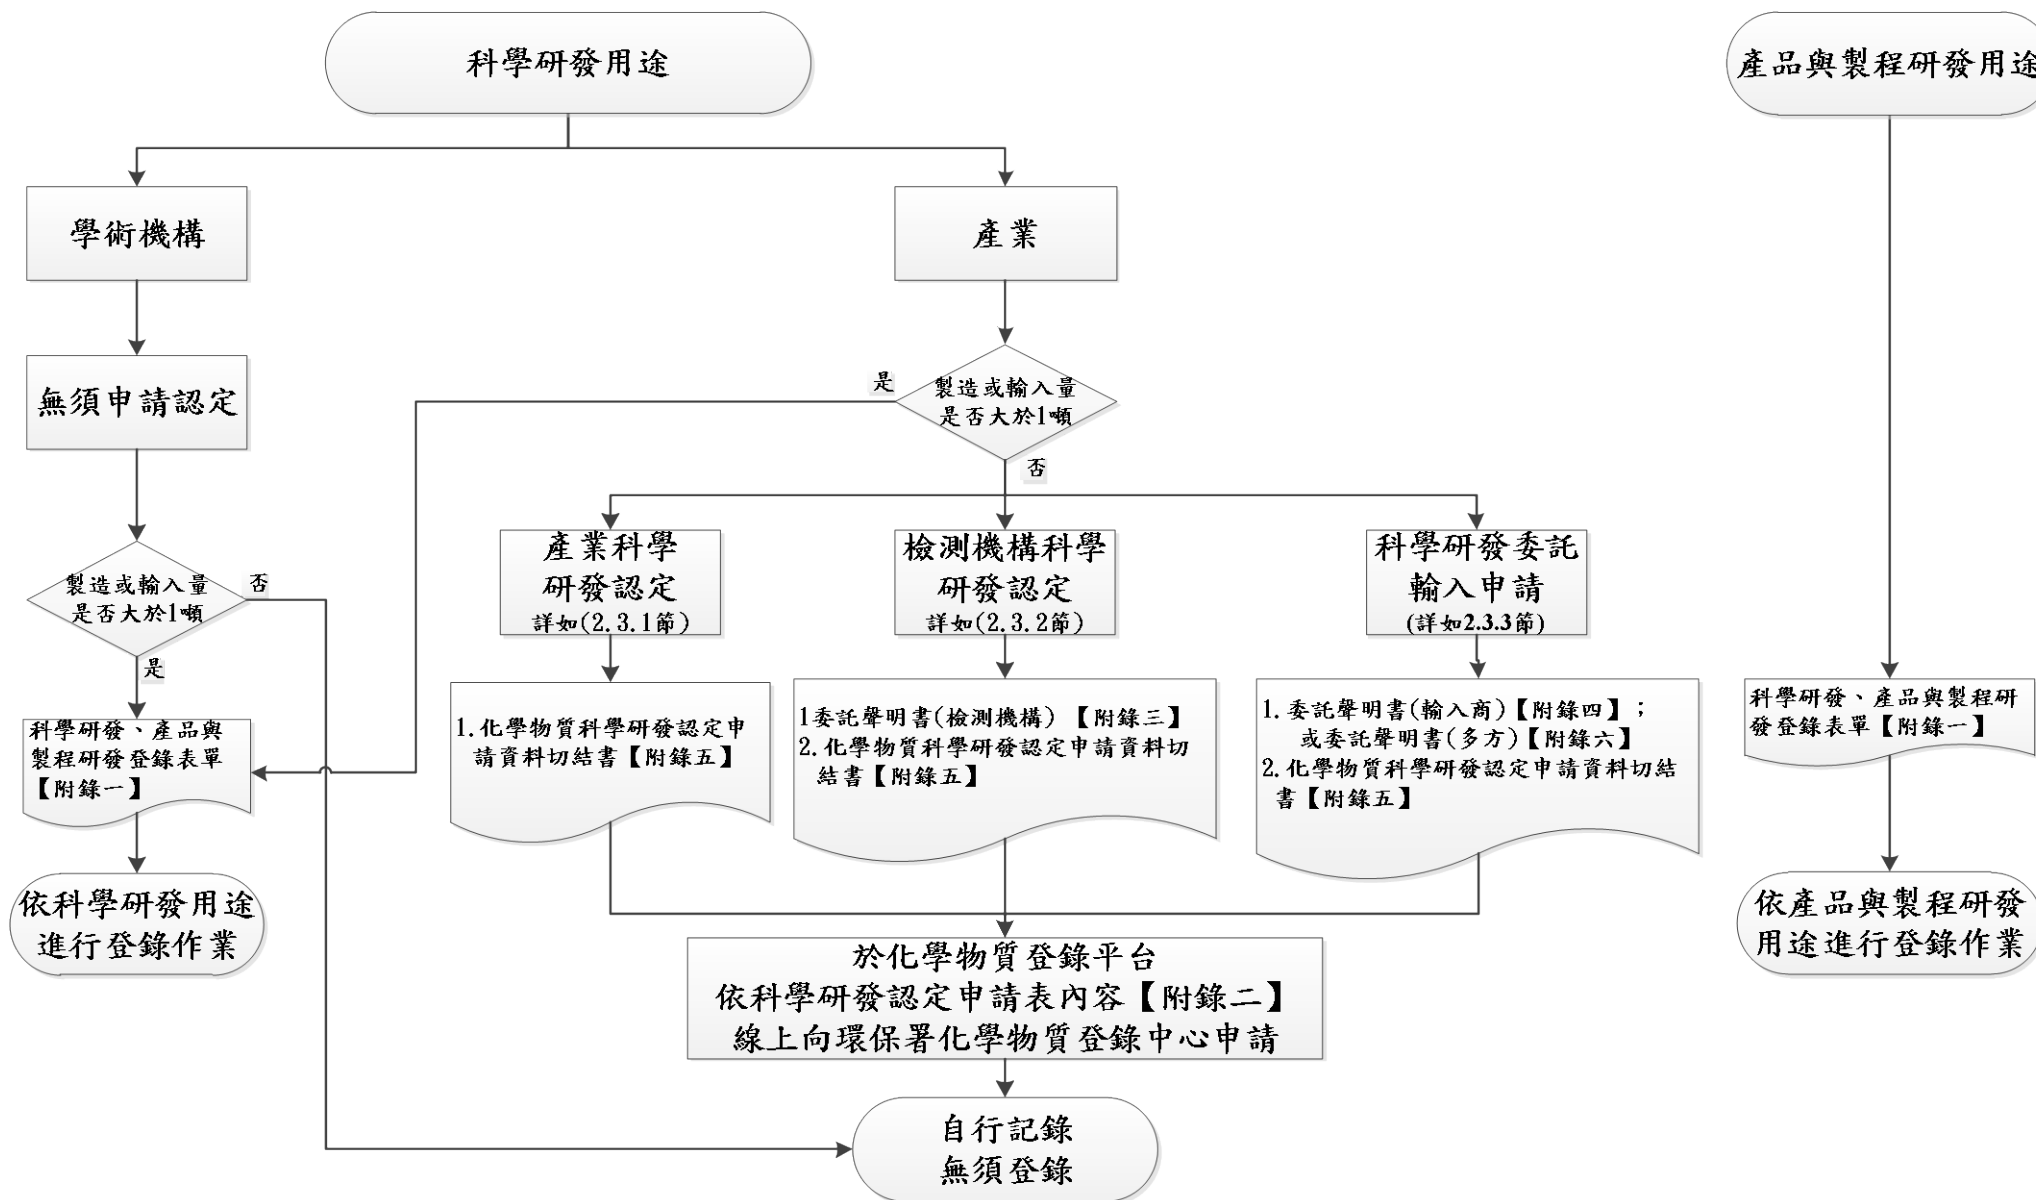 科學研發用途
產品與製程研發用途
學術機構
產業
無須申請認定
製造或輸入量
是否大於1噸
是
否
產業科學
研發認定
詳如(2.3.1節)
檢測機構科學
研發認定
詳如(2.3.2節)
科學研發委託
輸入申請
(詳如2.3.3節)
製造或輸入量
是否大於1噸
否
是
科學研發、產品與
製程研發登錄表單
【附錄一】
1.化學物質科學研發認定申
請資料切結書【附錄五】
1委託聲明書(檢測機構) 【附錄三】
2.化學物質科學研發認定申請資料切
結書【附錄五】
1.委託聲明書(輸入商)【附錄四】；
或委託聲明書(多方)【附錄六】
2.化學物質科學研發認定申請資料切結
書【附錄五】
科學研發、產品與製程研
發登錄表單【附錄一】
依科學研發用途
進行登錄作業
依產品與製程研發
用途進行登錄作業
於化學物質登錄平台
依科學研發認定申請表內容【附錄二】
線上向環保署化學物質登錄中心申請
自行記錄
無須登錄